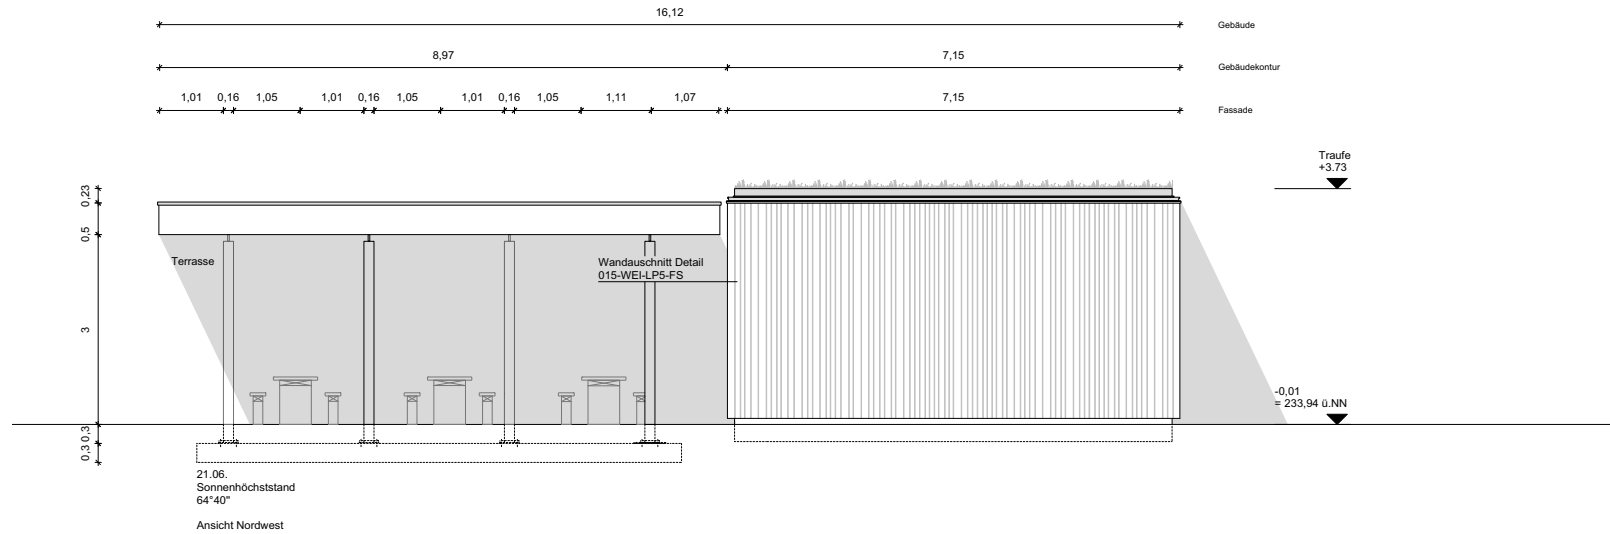 16,12
Gebäude
8,97
7,15
Gebäudekontur
1,01 0,16 1,05 1,01 0,16 1,05 1,01 0,16 1,05 1,11 1,07
7,15
Fassade
Traufe
+3.73
0,23
0,5
3
0,3
0,3
Terrasse
Wandauschnitt Detail
015-WEI-LP5-FS
-0,01
= 233,94 ü.NN
21.06.
Sonnenhöchststand
64°40"
Ansicht Nordwest